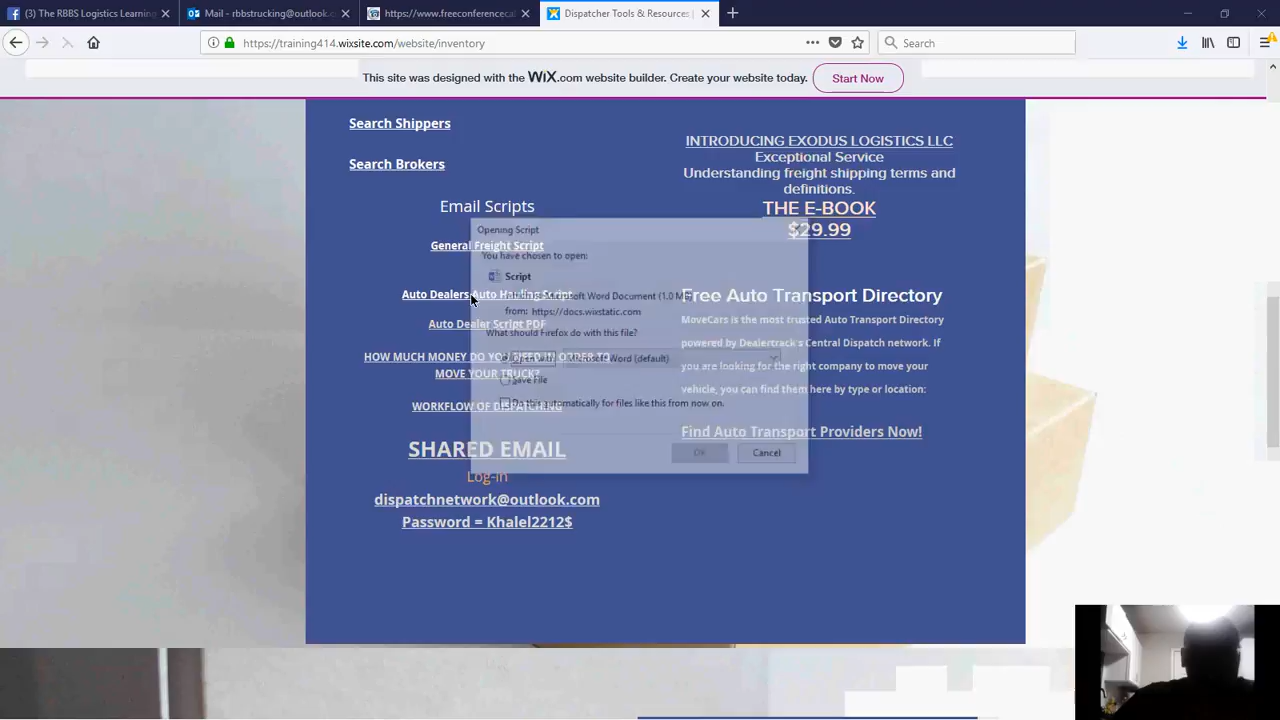 (3) The RBBS Logistics Learning
Mail - rbbstrucking@outlook.c
https://www.freeconferencecal
Dispatcher Tools & Resources |
https://training414.wixsite.com/website/inventory
Search
This site was designed with the WiX.com website builder. Create your website today.
Start Now
Search Shippers
Search Brokers
Email Scripts
General Freight Script
Auto Dealers Auto Hauling Script
Auto Dealer Script PDF
HOW MUCH MONEY DO YOU NEED IN ORDER TO
MOVE YOUR TRUCK?
WORKFLOW OF DISPATCHING
SHARED EMAIL
Log-in
dispatchnetwork@outlook.com
Password = Khalel2212$
INTRODUCING EXODUS LOGISTICS LLC
Exceptional Service
Understanding freight shipping terms and
definitions.
THE E-BOOK
$29.99
Free Auto Transport Directory
MoveCars is the most trusted Auto Transport Directory
powered by Dealertrack's Central Dispatch network. If
you are looking for the right company to move your
vehicle, you can find them here by type or location:
Find Auto Transport Providers Now!
Opening Script
You have chosen to open:
Script
Microsoft Word Document (1.0 MB)
from: https://docs.wixstatic.com
What should Firefox do with this file?
Open with
Microsoft Word (default)
Save File
Do this automatically for files like this from now on.
OK
Cancel